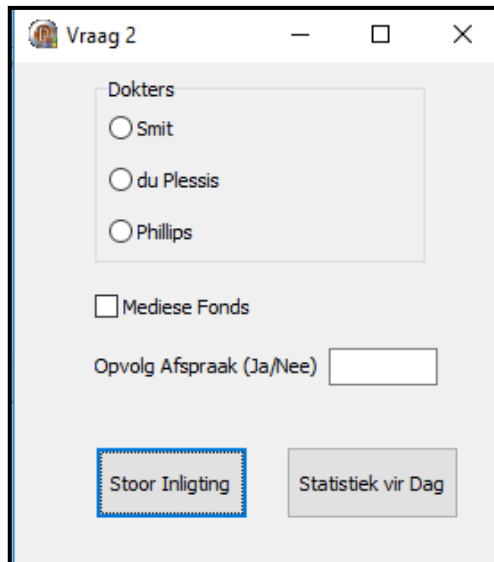 Vraag 2
Dokters
Smit
du Plessis
Phillips
Mediese Fonds
Opvolg Afspraak (Ja/Nee)
Stoor Inligting
Statistiek vir Dag